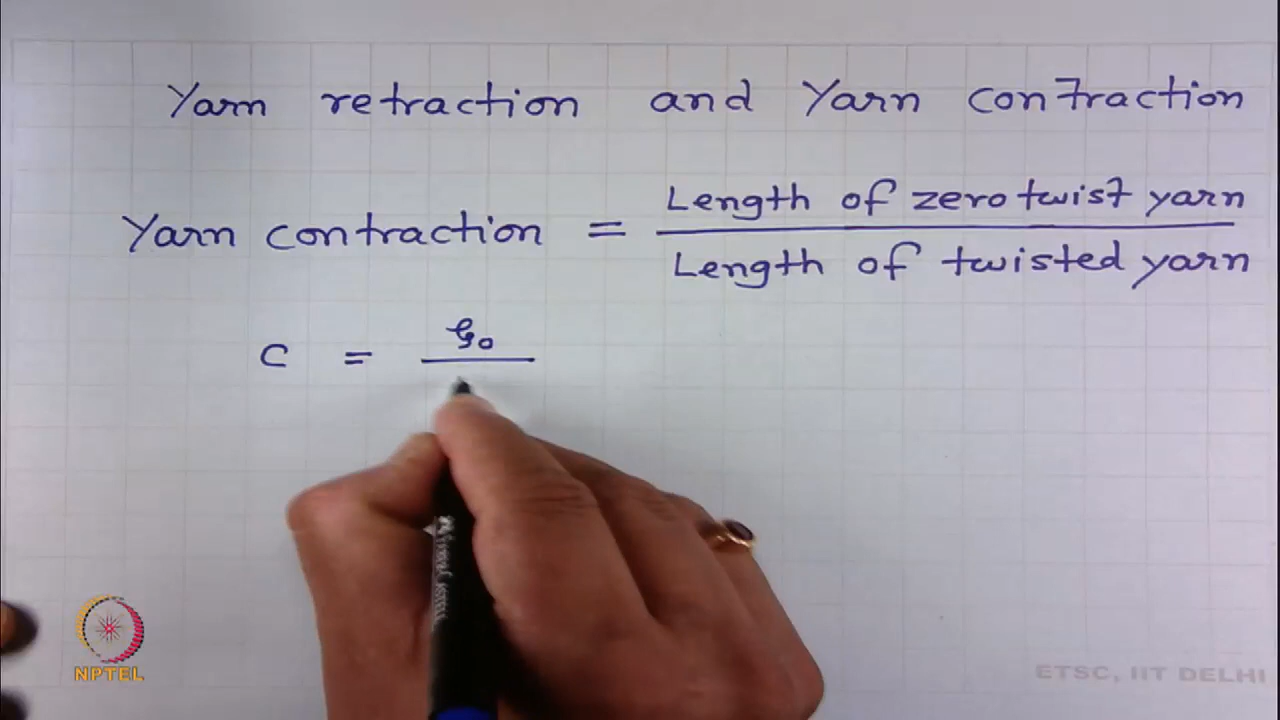 Yarn retraction and Yarn contraction
Yarn contraction = Length of zero twist yarn / Length of twisted yarn
C = ξ₀
NPTEL
ETSC, IIT DELHI